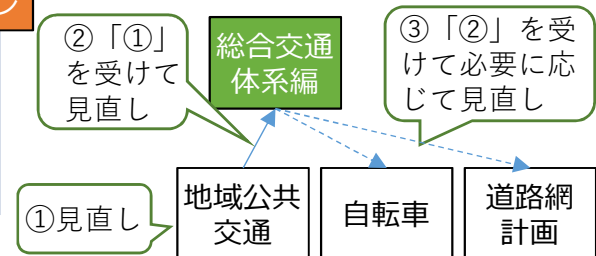 ②「①」
を受けて
見直し
総合交通
体系編
③「②」を受
けて必要に応
じて見直し
①見直し
地域公共
交通
自転車
道路網
計画